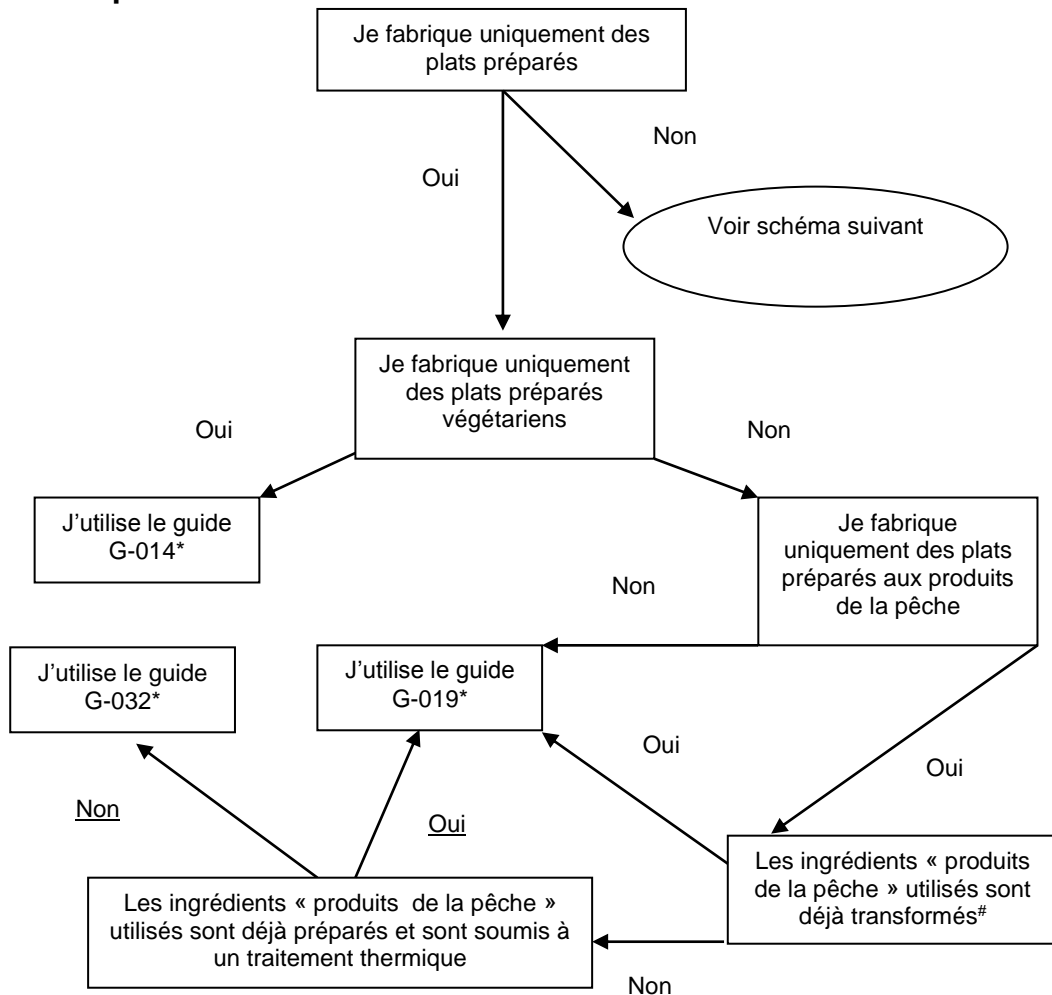 Je fabrique uniquement des
plats préparés
Non
Oui
Voir schéma suivant
Je fabrique uniquement
des plats préparés
végétariens
Oui
Non
J’utilise le guide
G-014*
Je fabrique
uniquement des plats
préparés aux produits
de la pêche
Non
J’utilise le guide
G-032*
J’utilise le guide
G-019*
Oui
Oui
Non
Oui
Les ingrédients « produits
de la pêche » utilisés sont
déjà transformés#
Les ingrédients « produits  de la pêche »
utilisés sont déjà préparés et sont soumis à
un traitement thermique
Non